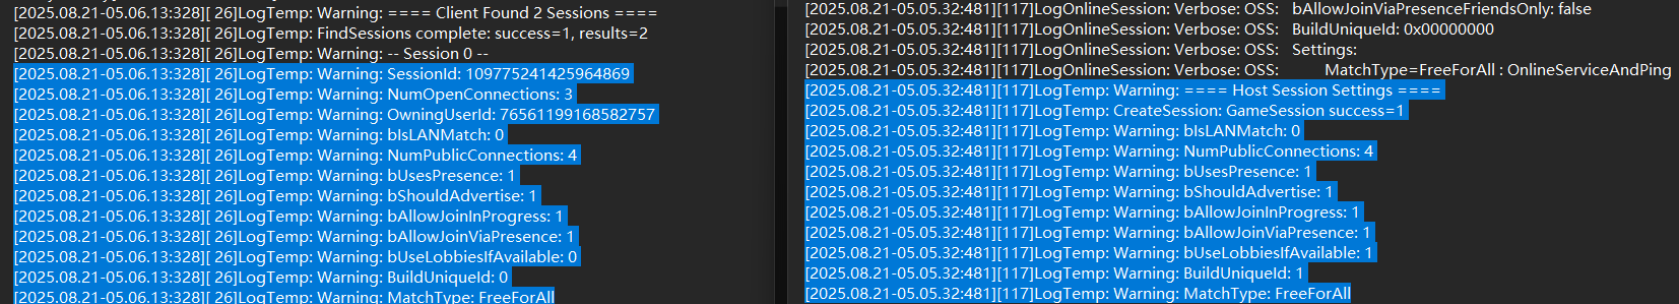 [2025.08.21-05.06.13:328][ 26]LogTemp: Warning: ==== Client Found 2 Sessions ====
[2025.08.21-05.06.13:328][ 26]LogTemp: FindSessions complete: success=1, results=2
[2025.08.21-05.06.13:328][ 26]LogTemp: Warning: -- Session 0 --
[2025.08.21-05.06.13:328][ 26]LogTemp: Warning: SessionId: 109775241425964869
[2025.08.21-05.06.13:328][ 26]LogTemp: Warning: NumOpenConnections: 3
[2025.08.21-05.06.13:328][ 26]LogTemp: Warning: OwningUserId: 76561199168582757
[2025.08.21-05.06.13:328][ 26]LogTemp: Warning: bIsLANMatch: 0
[2025.08.21-05.06.13:328][ 26]LogTemp: Warning: NumPublicConnections: 4
[2025.08.21-05.06.13:328][ 26]LogTemp: Warning: bUsesPresence: 1
[2025.08.21-05.06.13:328][ 26]LogTemp: Warning: bShouldAdvertise: 1
[2025.08.21-05.06.13:328][ 26]LogTemp: Warning: bAllowJoinInProgress: 1
[2025.08.21-05.06.13:328][ 26]LogTemp: Warning: bAllowJoinViaPresence: 1
[2025.08.21-05.06.13:328][ 26]LogTemp: Warning: bUseLobbiesIfAvailable: 0
[2025.08.21-05.06.13:328][ 26]LogTemp: Warning: BuildUniqueId: 0
[2025.08.21-05.06.13:328][ 26]LogTemp: Warning: MatchType: FreeForAll
[2025.08.21-05.05.32:481][117]LogOnlineSession: Verbose: OSS: bAllowJoinViaPresenceFriendsOnly: false
[2025.08.21-05.05.32:481][117]LogOnlineSession: Verbose: OSS: BuildUniqueId: 0x00000000
[2025.08.21-05.05.32:481][117]LogOnlineSession: Verbose: OSS: Settings:
[2025.08.21-05.05.32:481][117]LogOnlineSession: Verbose: OSS: MatchType=FreeForAll : OnlineServiceAndPing
[2025.08.21-05.05.32:481][117]LogTemp: Warning: ==== Host Session Settings ====
[2025.08.21-05.05.32:481][117]LogTemp: CreateSession: GameSession success=1
[2025.08.21-05.05.32:481][117]LogTemp: Warning: bIsLANMatch: 0
[2025.08.21-05.05.32:481][117]LogTemp: Warning: NumPublicConnections: 4
[2025.08.21-05.05.32:481][117]LogTemp: Warning: bUsesPresence: 1
[2025.08.21-05.05.32:481][117]LogTemp: Warning: bShouldAdvertise: 1
[2025.08.21-05.05.32:481][117]LogTemp: Warning: bAllowJoinInProgress: 1
[2025.08.21-05.05.32:481][117]LogTemp: Warning: bAllowJoinViaPresence: 1
[2025.08.21-05.05.32:481][117]LogTemp: Warning: bUseLobbiesIfAvailable: 1
[2025.08.21-05.05.32:481][117]LogTemp: Warning: BuildUniqueId: 1
[2025.08.21-05.05.32:481][117]LogTemp: Warning: MatchType: FreeForAll